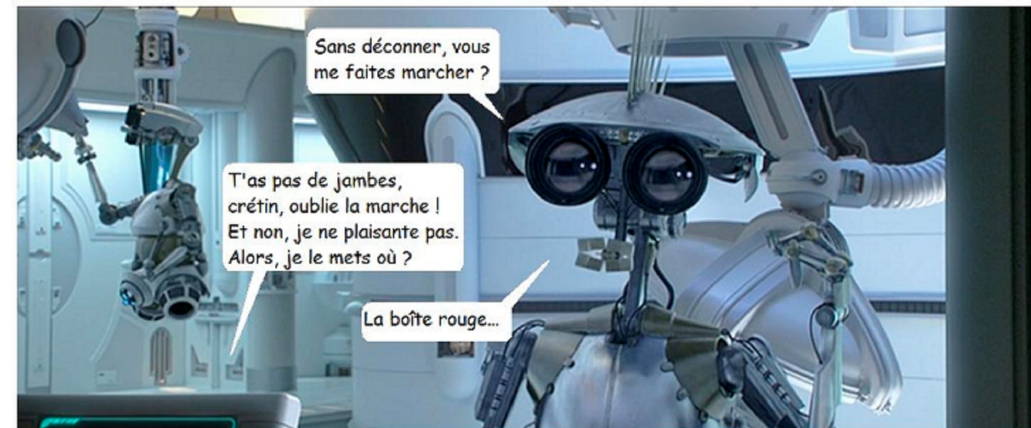 Sans déconner, vous
me faites marcher ?
T'as pas de jambes,
crétin, oublie la marche !
Et non, je ne plaisante pas.
Alors, je le mets où ?
La boîte rouge...